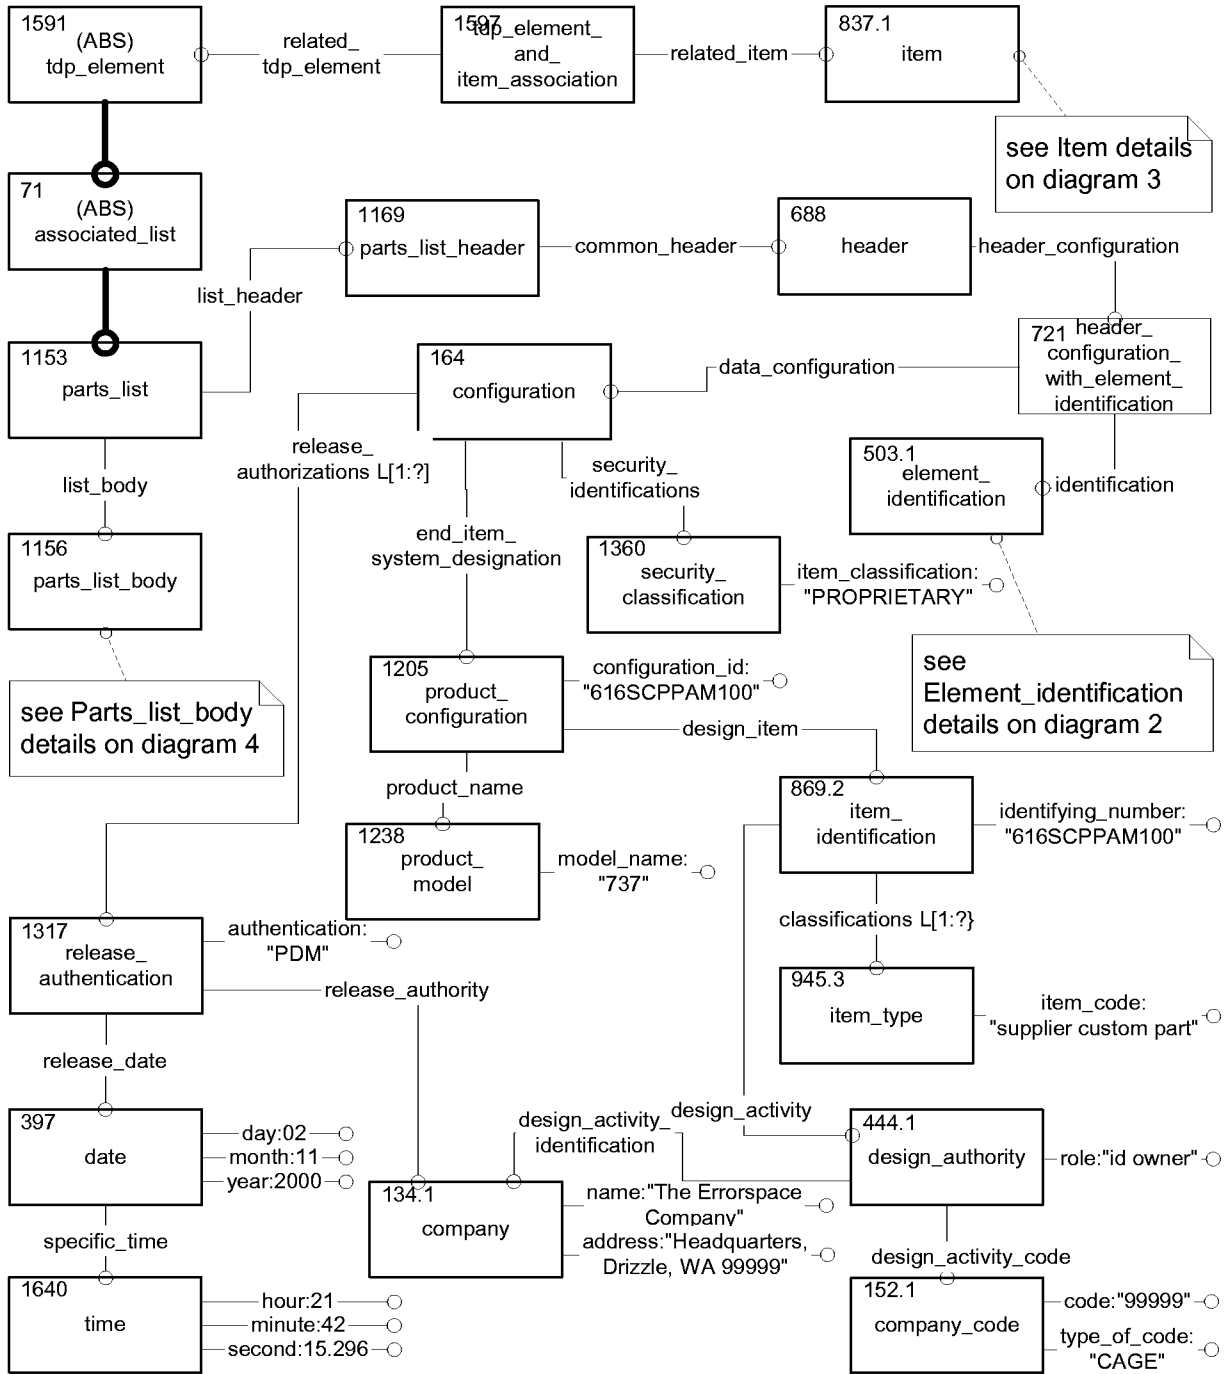 1591
(ABS)
tdp_element
related_
tdp_element
1597
tdp_element_
and_
item_association
related_item
837.1
item
see Item details
on diagram 3
71
(ABS)
associated_list
1169
parts_list_header
common_header
688
header
header_configuration
list_header
721
header_
configuration_
with_element_
identification
1153
parts_list
164
configuration
data_configuration
release_
authorizations L[1:?]
security_
identifications
503.1
element_
identification
identification
list_body
end_item_
system_designation
1156
parts_list_body
1360
security_
classification
item_classification:
"PROPRIETARY"
see
Element_identification
details on diagram 2
see Parts_list_body
details on diagram 4
1205
product_
configuration
configuration_id:
"616SCPPAM100"
design_item
product_name
869.2
item_
identification
identifying_number:
"616SCPPAM100"
1238
product_
model
model_name:
"737"
classifications L[1:?}
1317
release_
authentication
authentication:
"PDM"
release_authority
945.3
item_type
item_code:
"supplier custom part"
release_date
design_activity_
identification
design_activity
397
date
day:02
month:11
year:2000
444.1
design_authority
role:"id owner"
134.1
company
name:"The Errorspace
Company"
address:"Headquarters,
Drizzle, WA 99999"
specific_time
design_activity_code
1640
time
hour:21
minute:42
second:15.296
152.1
company_code
code:"99999"
type_of_code:
"CAGE"